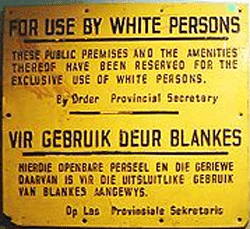 FOR USE BY WHITE PERSONS
THESE PUBLIC PREMISES AND THE AMENITIES
THEREOF HAVE BEEN RESERVED FOR THE
EXCLUSIVE USE OF WHITE PERSONS.
By Order Provincial Secretary
VIR GEBRUIK DEUR BLANKES
HIERDIE OPENBARE PERSEEL EN DIE GERIEWE
DAARVAN IS VIR DIE UITSLUITLIKE GEBRUIK
VAN BLANKES AANGEWYS.
Op Las Provinsiale Sekretaris